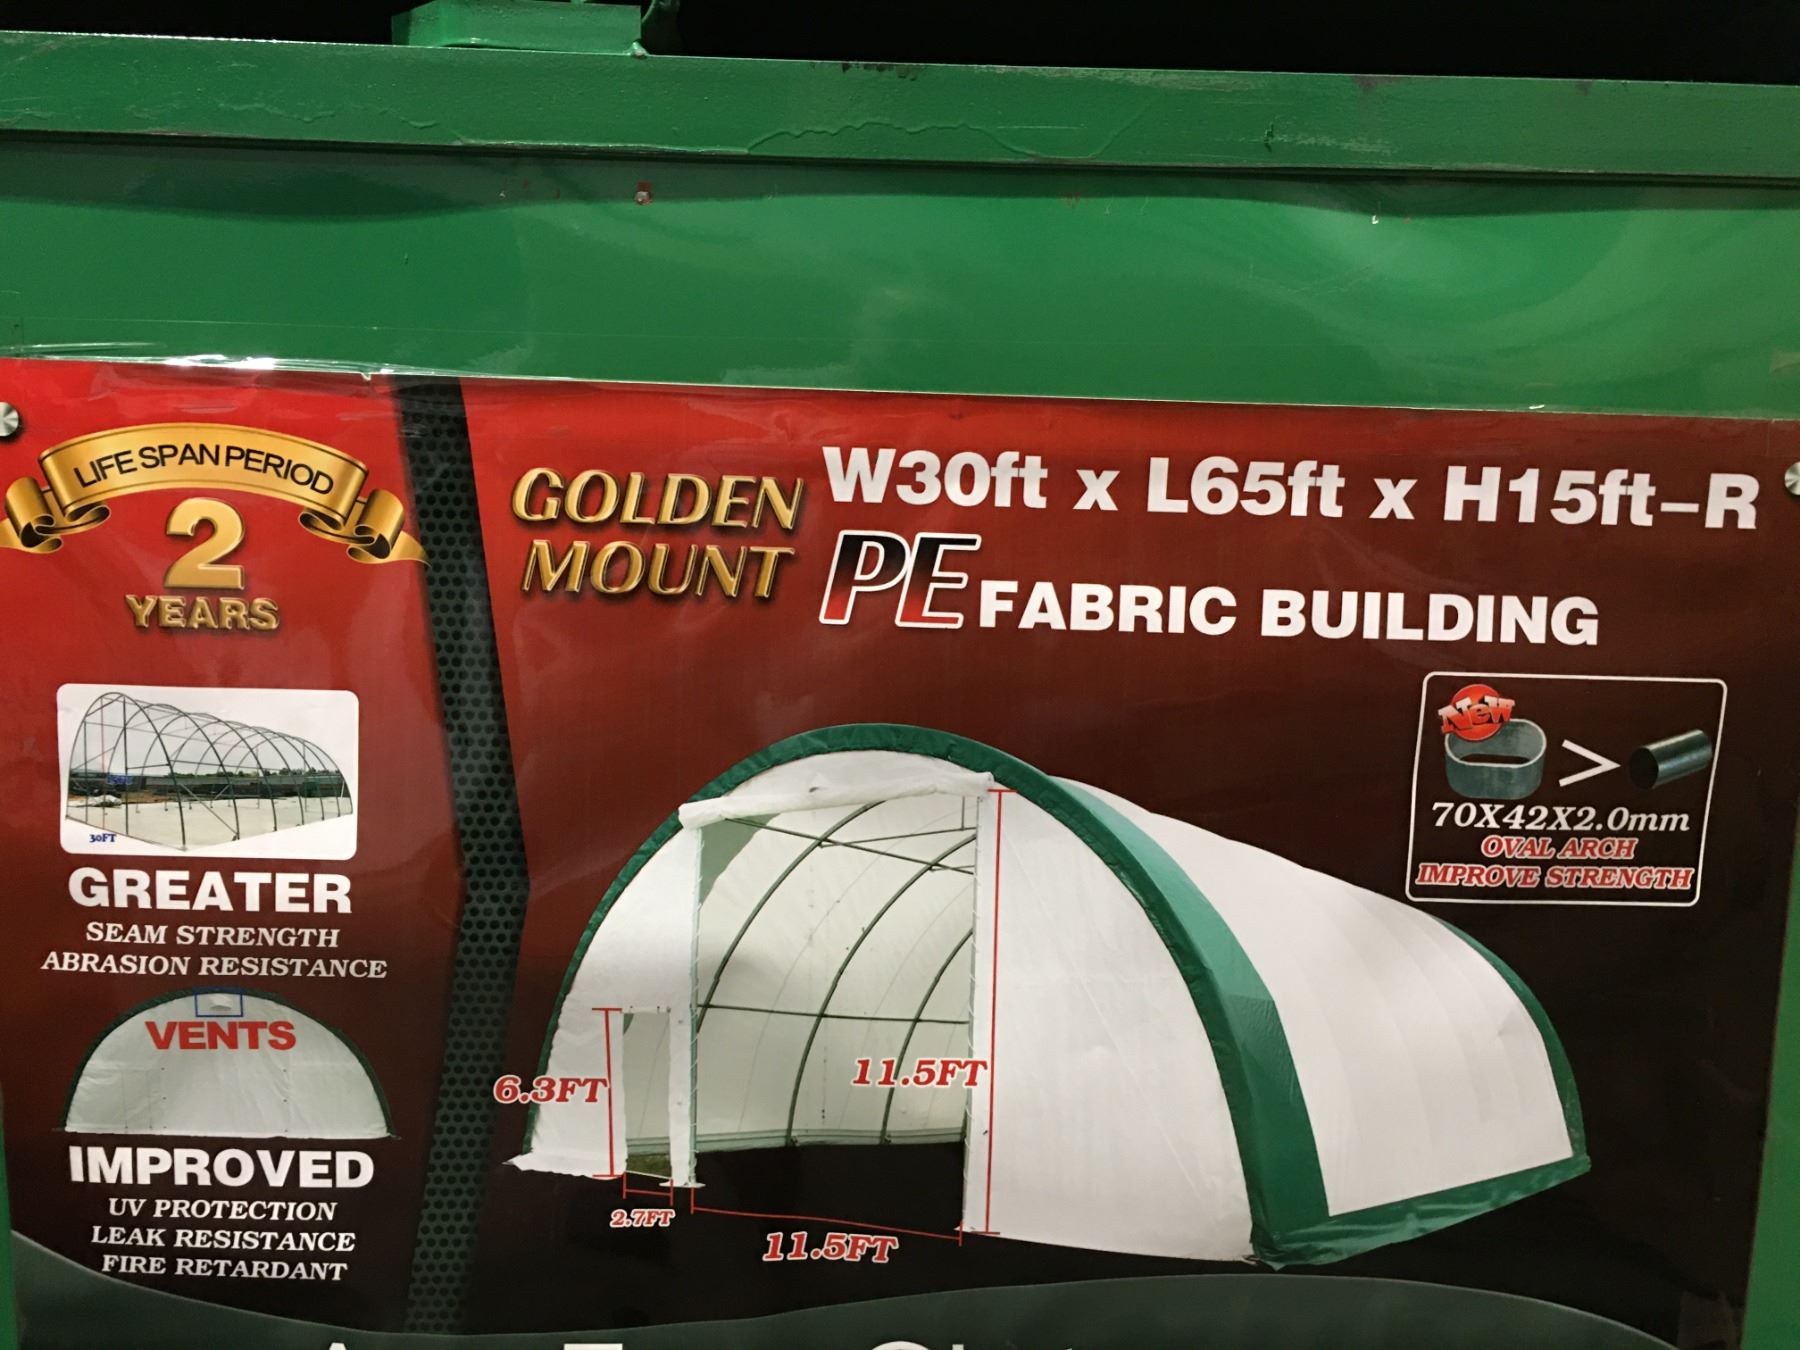 LIFE SPAN PERIOD
2
YEARS
GOLDEN
MOUNT
W30ft x L65ft x H15ft-R
PE FABRIC BUILDING
30FT
GREATER
SEAM STRENGTH
ABRASION RESISTANCE
VENTS
IMPROVED
UV PROTECTION
LEAK RESISTANCE
FIRE RETARDANT
NeW
>
70X42X2.0mm
OVAL ARCH
IMPROVE STRENGTH
6.3FT
11.5FT
2.7FT
11.5FT